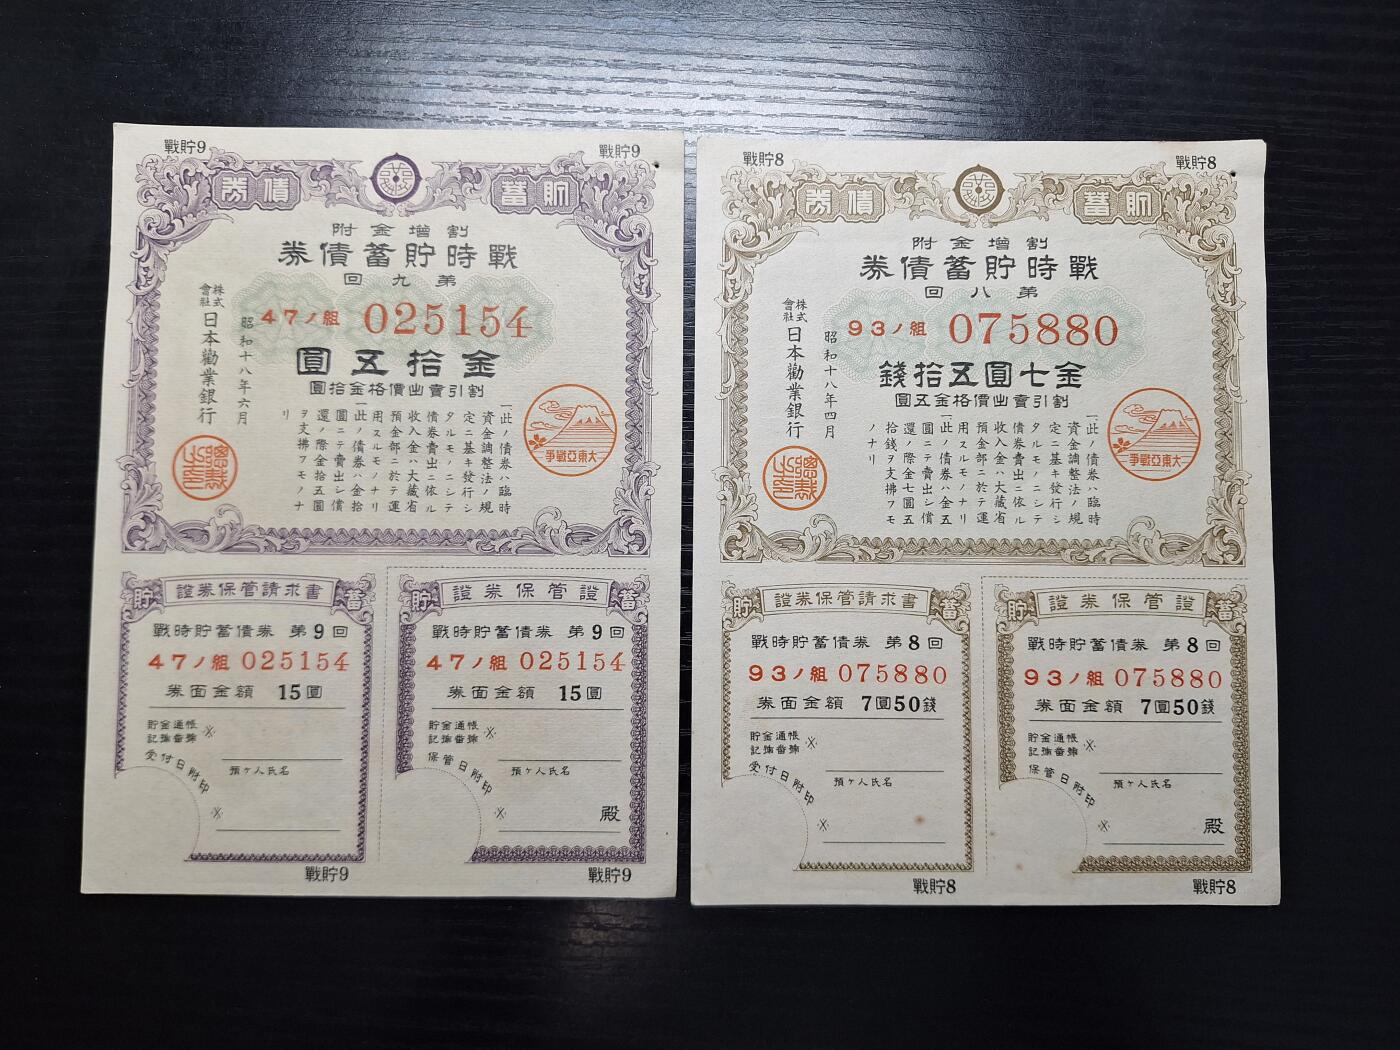 戰貯9
戰貯9
貯蓄
債券
割增金附
戰時貯蓄債券
第九回
47ノ組 025154
金拾五圓
割引賣出價格金拾圓
一此ノ債券ハ臨時
資金調整法ノ規
定ニ基キ發行シ
タルモノニシテ
債券賣出ニ依ル
收入金ハ大藏省
預金部ニ於テ運
用スルモノナリ
一此ノ債券ハ金拾
圓ニテ賣出シ償
還ノ際金拾五圓
ヲ支拂フモノナ
リ
大東亞戰爭
昭和十八年六月
株式會社日本勸業銀行
總裁之印
證券保管請求書
貯
戰時貯蓄債券 第9回
47ノ組 025154
券面金額 15圓
貯金通帳
記號番號
※
受付日附印
預ケ人氏名
※
證券保管證
貯
蓄
戰時貯蓄債券 第9回
47ノ組 025154
券面金額 15圓
貯金通帳
記號番號
※
保管日附印
預ケ人氏名
※
殿
戰貯9
戰貯9
戰貯8
戰貯8
貯蓄
債券
割增金附
戰時貯蓄債券
第八回
93ノ組 075880
金七圓五拾錢
割引賣出價格金五圓
一此ノ債券ハ臨時
資金調整法ノ規
定ニ基キ發行シ
タルモノニシテ
債券賣出ニ依ル
收入金ハ大藏省
預金部ニ於テ運
用スルモノナリ
一此ノ債券ハ金五
圓ニテ賣出シ償
還ノ際金七圓五
拾錢ヲ支拂フモ
ノナリ
大東亞戰爭
昭和十八年四月
株式會社日本勸業銀行
總裁之印
證券保管請求書
貯
戰時貯蓄債券 第8回
93ノ組 075880
券面金額 7圓50錢
貯金通帳
記號番號
※
受付日附印
預ケ人氏名
※
證券保管證
貯
蓄
戰時貯蓄債券 第8回
93ノ組 075880
券面金額 7圓50錢
貯金通帳
記號番號
※
保管日附印
預ケ人氏名
※
殿
戰貯8
戰貯8